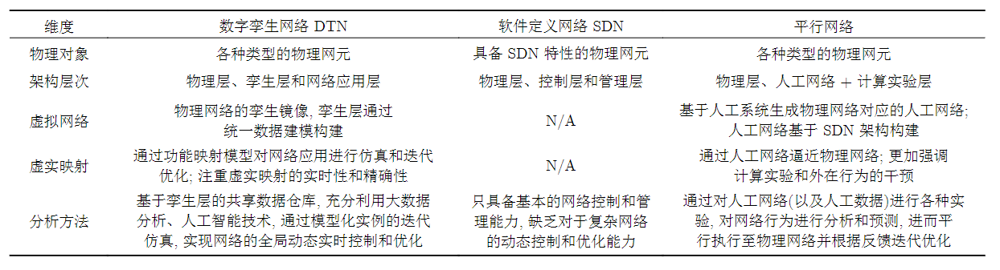 维度 数字孪生网络 DTN 软件定义网络 SDN 平行网络
物理对象 各种类型的物理网元 具备 SDN 特性的物理网元 各种类型的物理网元
架构层次 物理层、孪生层和网络应用层 物理层、控制层和管理层 物理层、人工网络 + 计算实验层
虚拟网络
物理网络的孪生镜像, 孪生层通过
统一数据建模构建
N/A
基于人工系统生成物理网络对应的人工网络;
人工网络基于 SDN 架构构建
虚实映射
通过功能映射模型对网络应用进行仿真和迭代
优化; 注重虚实映射的实时性和精确性
N/A
通过人工网络逼近物理网络; 更加强调
计算实验和外在行为的干预
分析方法
基于孪生层的共享数据仓库, 充分利用大数据
分析、人工智能技术, 通过模型化实例的迭代
仿真, 实现网络的全局动态实时控制和优化
只具备基本的网络控制和管
理能力, 缺乏对于复杂网络
的动态控制和优化能力
通过对人工网络(以及人工数据)进行各种实
验, 对网络行为进行分析和预测, 进而平
行执行至物理网络并根据反馈迭代优化